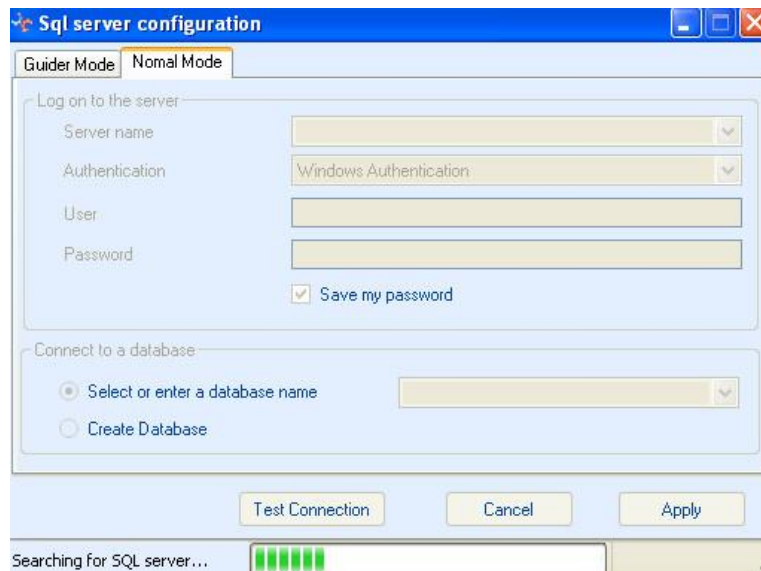 Sql server configuration
Guider Mode Nomal Mode
Log on to the server
Server name
Authentication Windows Authentication
User
Password
Save my password
Connect to a database
Select or enter a database name
Create Database
Test Connection Cancel Apply
Searching for SQL server...